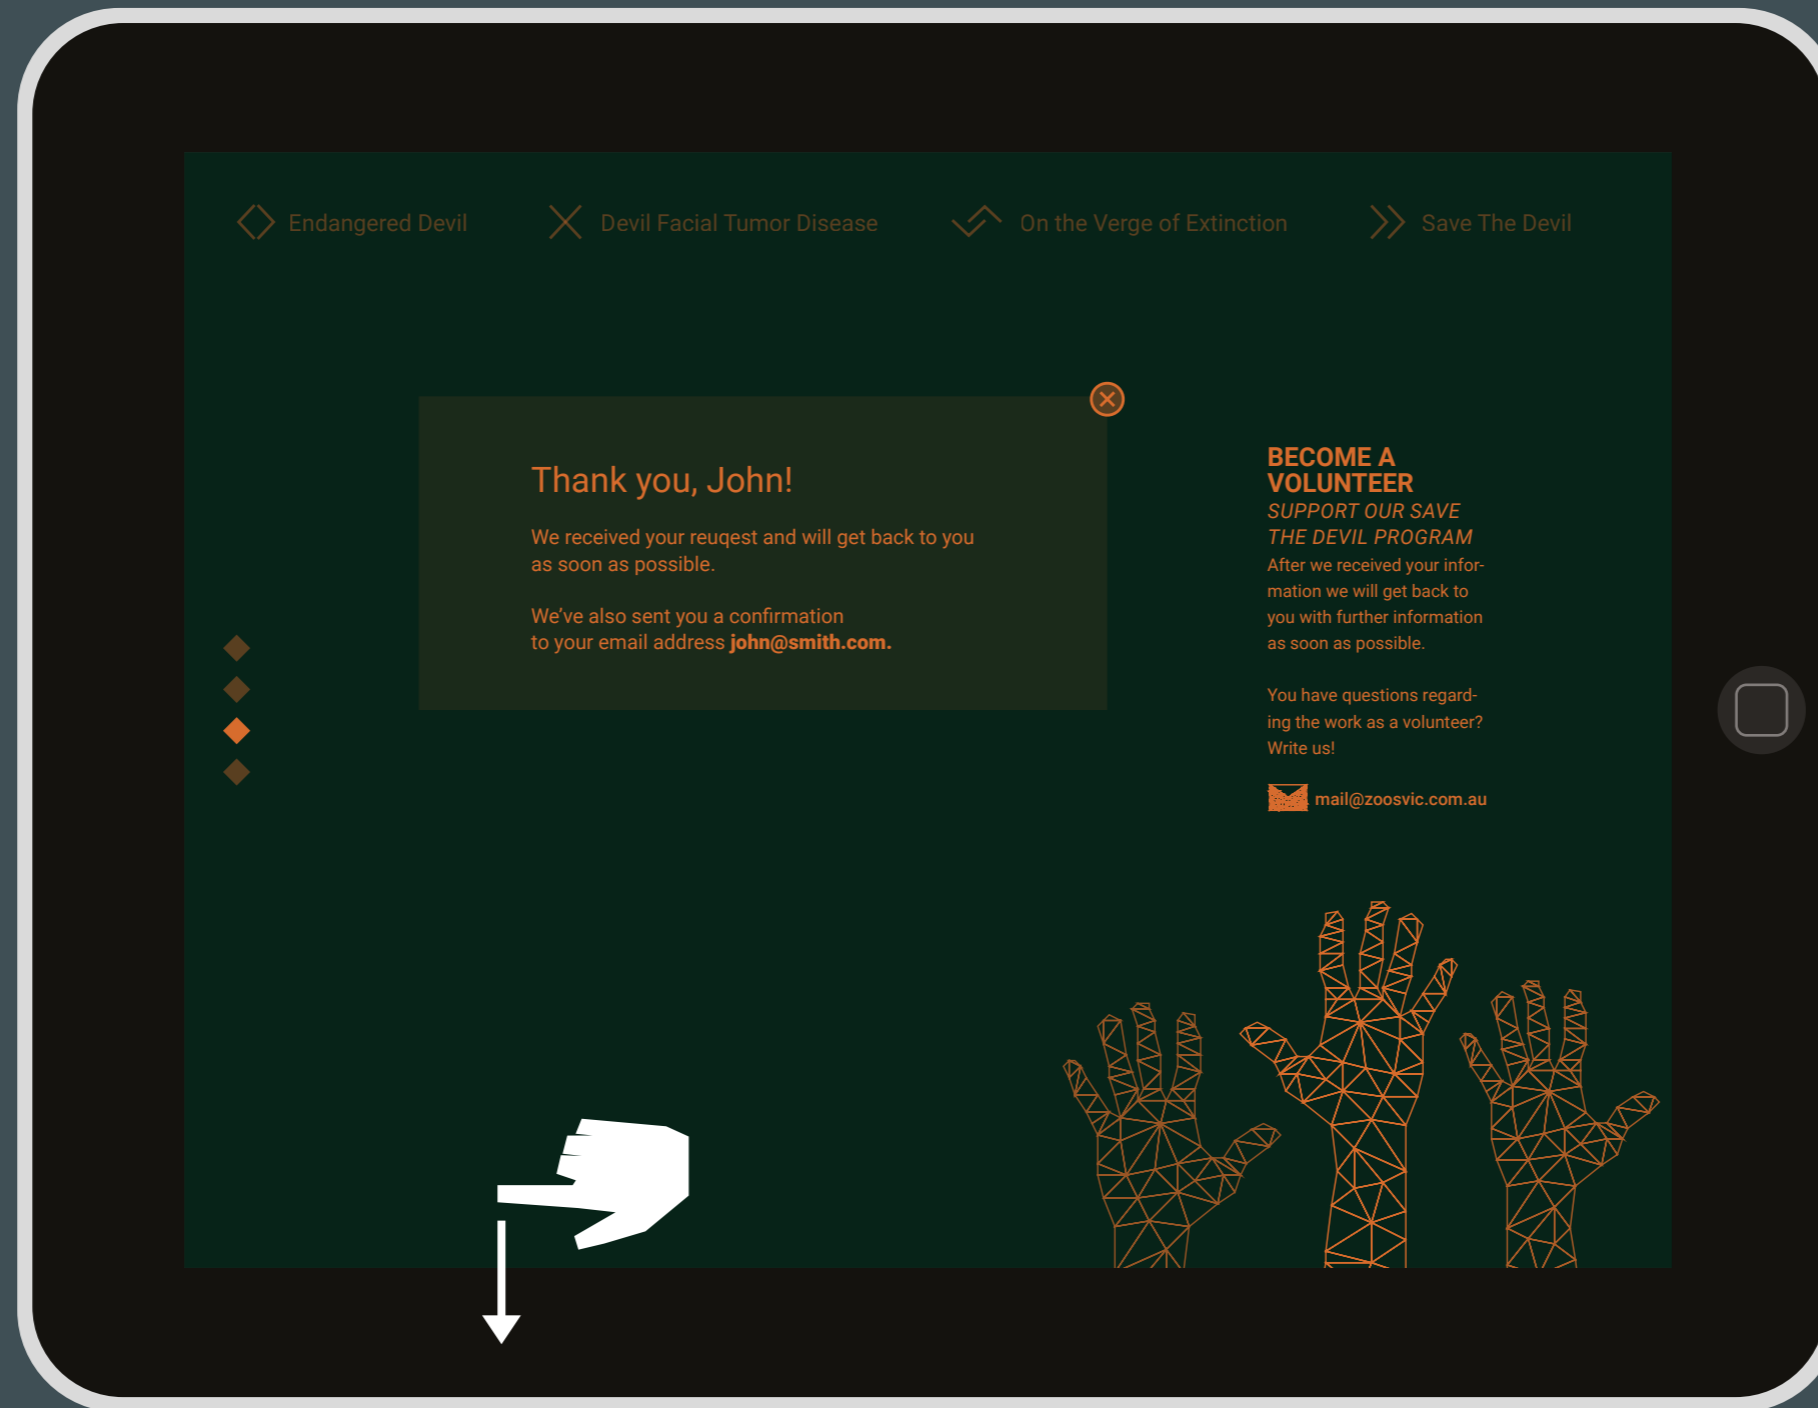 Endangered Devil
Devil Facial Tumor Disease
On the Verge of Extinction
Save The Devil
Thank you, John!
We received your reuqest and will get back to you
as soon as possible.
We’ve also sent you a confirmation
to your email address john@smith.com.
BECOME A
VOLUNTEER
SUPPORT OUR SAVE
THE DEVIL PROGRAM
After we received your infor-
mation we will get back to
you with further information
as soon as possible.
You have questions regard-
ing the work as a volunteer?
Write us!
mail@zoosvic.com.au